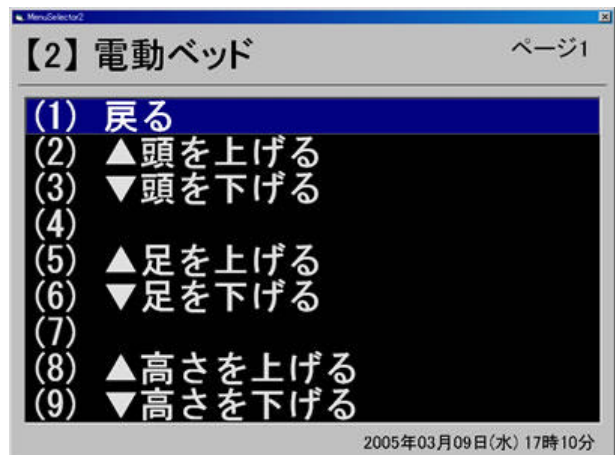 MenuSelector2
【2】 電動ベッド
ページ1
(1) 戻る
(2) ▲頭を上げる
(3) ▼頭を下げる
(4)
(5) ▲足を上げる
(6) ▼足を下げる
(7)
(8) ▲高さを上げる
(9) ▼高さを下げる
2005年03月09日(水) 17時10分